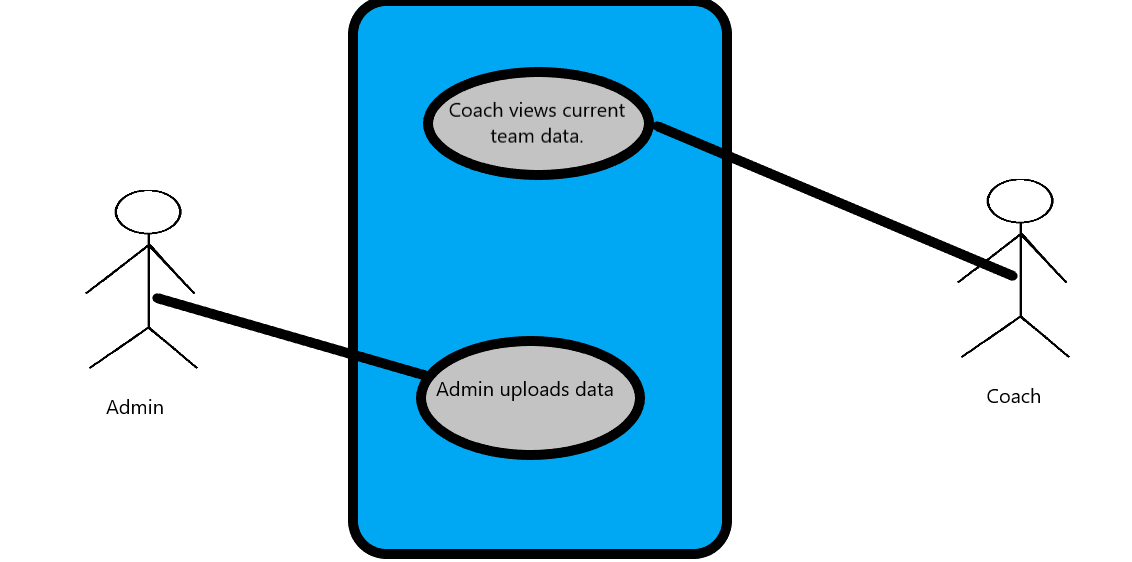 Coach views current
team data.
Admin uploads data
Admin
Coach